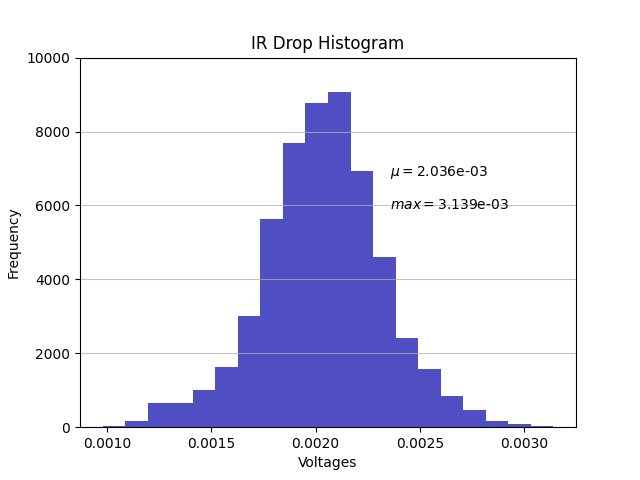 IR Drop Histogram
10000
8000
6000
4000
2000
0
Frequency
μ = 2.036e-03
max = 3.139e-03
0.0010 0.0015 0.0020 0.0025 0.0030
Voltages